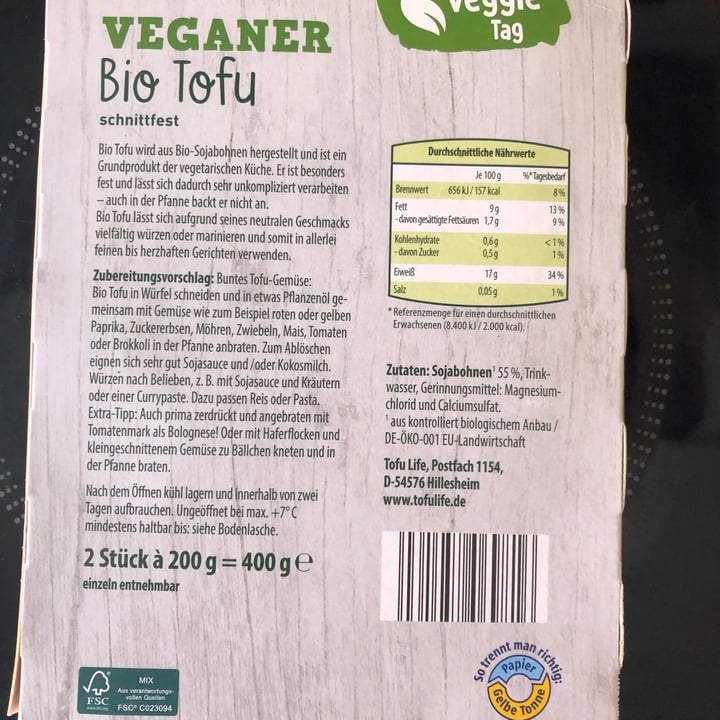 VEGANER
Bio Tofu
schnittfest
Bio Tofu wird aus Bio-Sojabohnen hergestellt und ist ein
Grundprodukt der vegetarischen Küche. Er ist besonders
fest und lässt sich dadurch sehr unkompliziert verarbeiten
– auch in der Pfanne backt er nicht an.
Bio Tofu lässt sich aufgrund seines neutralen Geschmacks
vielfältig würzen oder marinieren und somit in allerlei
feinen bis herzhaften Gerichten verwenden.
Zubereitungsvorschlag: Buntes Tofu-Gemüse:
Bio Tofu in Würfel schneiden und in etwas Pflanzenöl ge-
meinsam mit Gemüse wie zum Beispiel roten oder gelben
Paprika, Zuckererbsen, Möhren, Zwiebeln, Mais, Tomaten
oder Brokkoli in der Pfanne anbraten. Zum Ablöschen
eignen sich sehr gut Sojasauce und /oder Kokosmilch.
Würzen nach Belieben, z. B. mit Sojasauce und Kräutern
oder einer Currypaste. Dazu passen Reis oder Pasta.
Extra-Tipp: Auch prima zerdrückt und angebraten mit
Tomatenmark als Bolognese! Oder mit Haferflocken und
kleingeschnittenem Gemüse zu Bällchen kneten und in
der Pfanne braten.
Nach dem Öffnen kühl lagern und innerhalb von zwei
Tagen aufbrauchen. Ungeöffnet bei max. +7° C
mindestens haltbar bis: siehe Bodenlasche.
2 Stück à 200 g = 400 g ℮
einzeln entnehmbar
FSC
MIX
Aus verantwortungs-
vollen Quellen
FSC® C023094
Veggie
Tag
Durchschnittliche Nährwerte
Je 100 g %*Tagesbedarf
Brennwert 656 kJ / 157 kcal 8 %
Fett 9 g 13 %
- davon gesättigte Fettsäuren 1,7 g 9 %
Kohlenhydrate 0,6 g < 1 %
- davon Zucker 0,5 g 1 %
Eiweiß 17 g 34 %
Salz 0,05 g 1 %
* Referenzmenge für einen durchschnittlichen
Erwachsenen (8.400 kJ / 2.000 kcal).
Zutaten: Sojabohnen¹ 55 %, Trink-
wasser, Gerinnungsmittel: Magnesium-
chlorid und Calciumsulfat.
¹ aus kontrolliert biologischem Anbau /
DE-ÖKO-001 EU-Landwirtschaft
Tofu Life, Postfach 1154,
D-54576 Hillesheim
www.tofulife.de
So trennt man richtig:
Papier
Gelbe Tonne